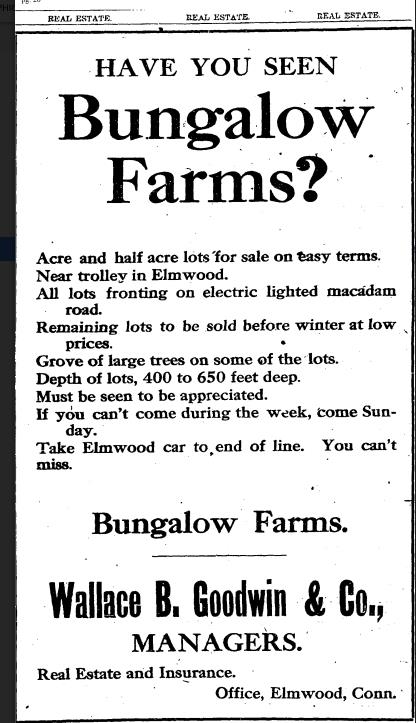 REAL ESTATE. REAL ESTATE. REAL ESTATE.
HAVE YOU SEEN
Bungalow
Farms?
Acre and half acre lots for sale on easy terms.
Near trolley in Elmwood.
All lots fronting on electric lighted macadam
road.
Remaining lots to be sold before winter at low
prices.
Grove of large trees on some of the lots.
Depth of lots, 400 to 650 feet deep.
Must be seen to be appreciated.
If you can't come during the week, come Sun-
day.
Take Elmwood car to end of line. You can't
miss.
Bungalow Farms.
Wallace B. Goodwin & Co.,
MANAGERS.
Real Estate and Insurance.
Office, Elmwood, Conn.